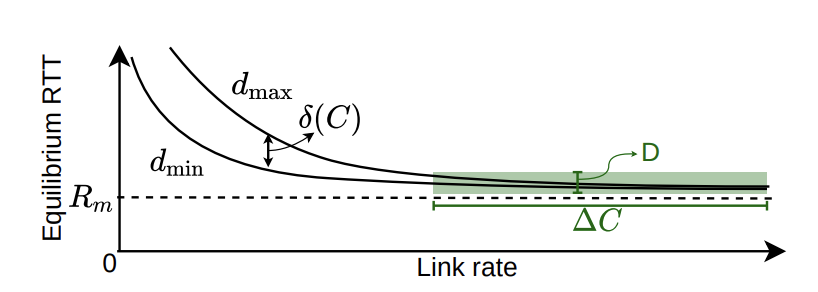 Equilibrium RTT
d_max
δ(C)
d_min
D
R_m
ΔC
0
Link rate